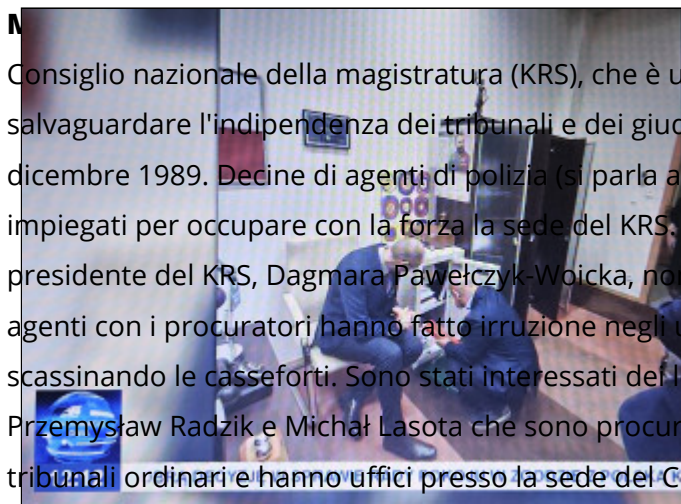 M
Consiglio nazionale della magistratura (KRS), che è u
salvaguardare l'indipendenza dei tribunali e dei giud
dicembre 1989. Decine di agenti di polizia (si parla a
impiegati per occupare con la forza la sede del KRS.
presidente del KRS, Dagmara Pawełczyk-Woicka, non
agenti con i procuratori hanno fatto irruzione negli u
scassinando le casseforti. Sono stati interessati dei l
Przemysław Radzik e Michał Lasota che sono procur
tribunali ordinari e hanno uffici presso la sede del C